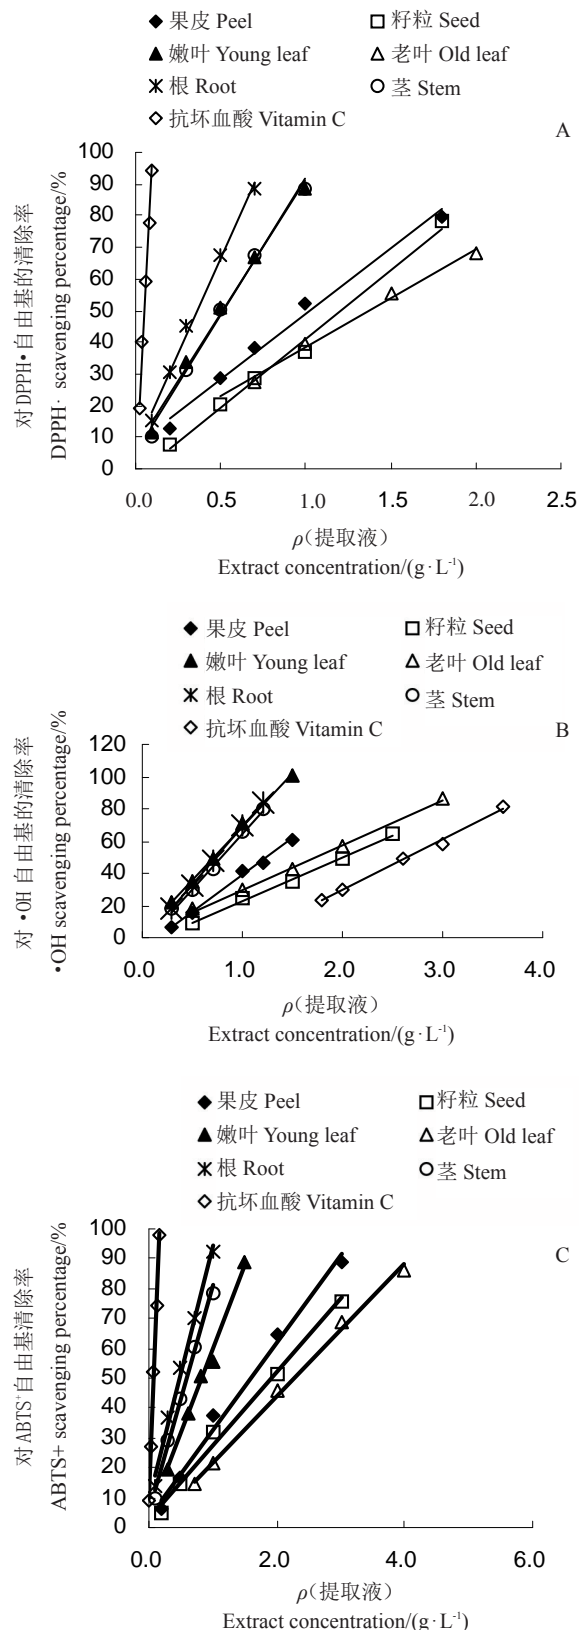 果皮 Peel 籽粒 Seed
嫩叶 Young leaf 老叶 Old leaf
根 Root 茎 Stem
抗坏血酸 Vitamin C
A
对 DPPH•自由基的清除率
DPPH· scavenging percentage/%
100
90
80
70
60
50
40
30
20
10
0
0.0 0.5 1.0 1.5 2.0 2.5
ρ(提取液)
Extract concentration/(g·L⁻¹)
果皮 Peel 籽粒 Seed
嫩叶 Young leaf 老叶 Old leaf
根 Root 茎 Stem
抗坏血酸 Vitamin C
B
对 •OH 自由基的清除率
•OH scavenging percentage/%
120
100
80
60
40
20
0
0.0 1.0 2.0 3.0 4.0
ρ(提取液)
Extract concentration/(g·L⁻¹)
果皮 Peel 籽粒 Seed
嫩叶 Young leaf 老叶 Old leaf
根 Root 茎 Stem
抗坏血酸 Vitamin C
C
对 ABTS⁺自由基清除率
ABTS+ scavenging percentage/%
100
90
80
70
60
50
40
30
20
10
0
0.0 2.0 4.0 6.0
ρ(提取液)
Extract concentration/(g·L⁻¹)